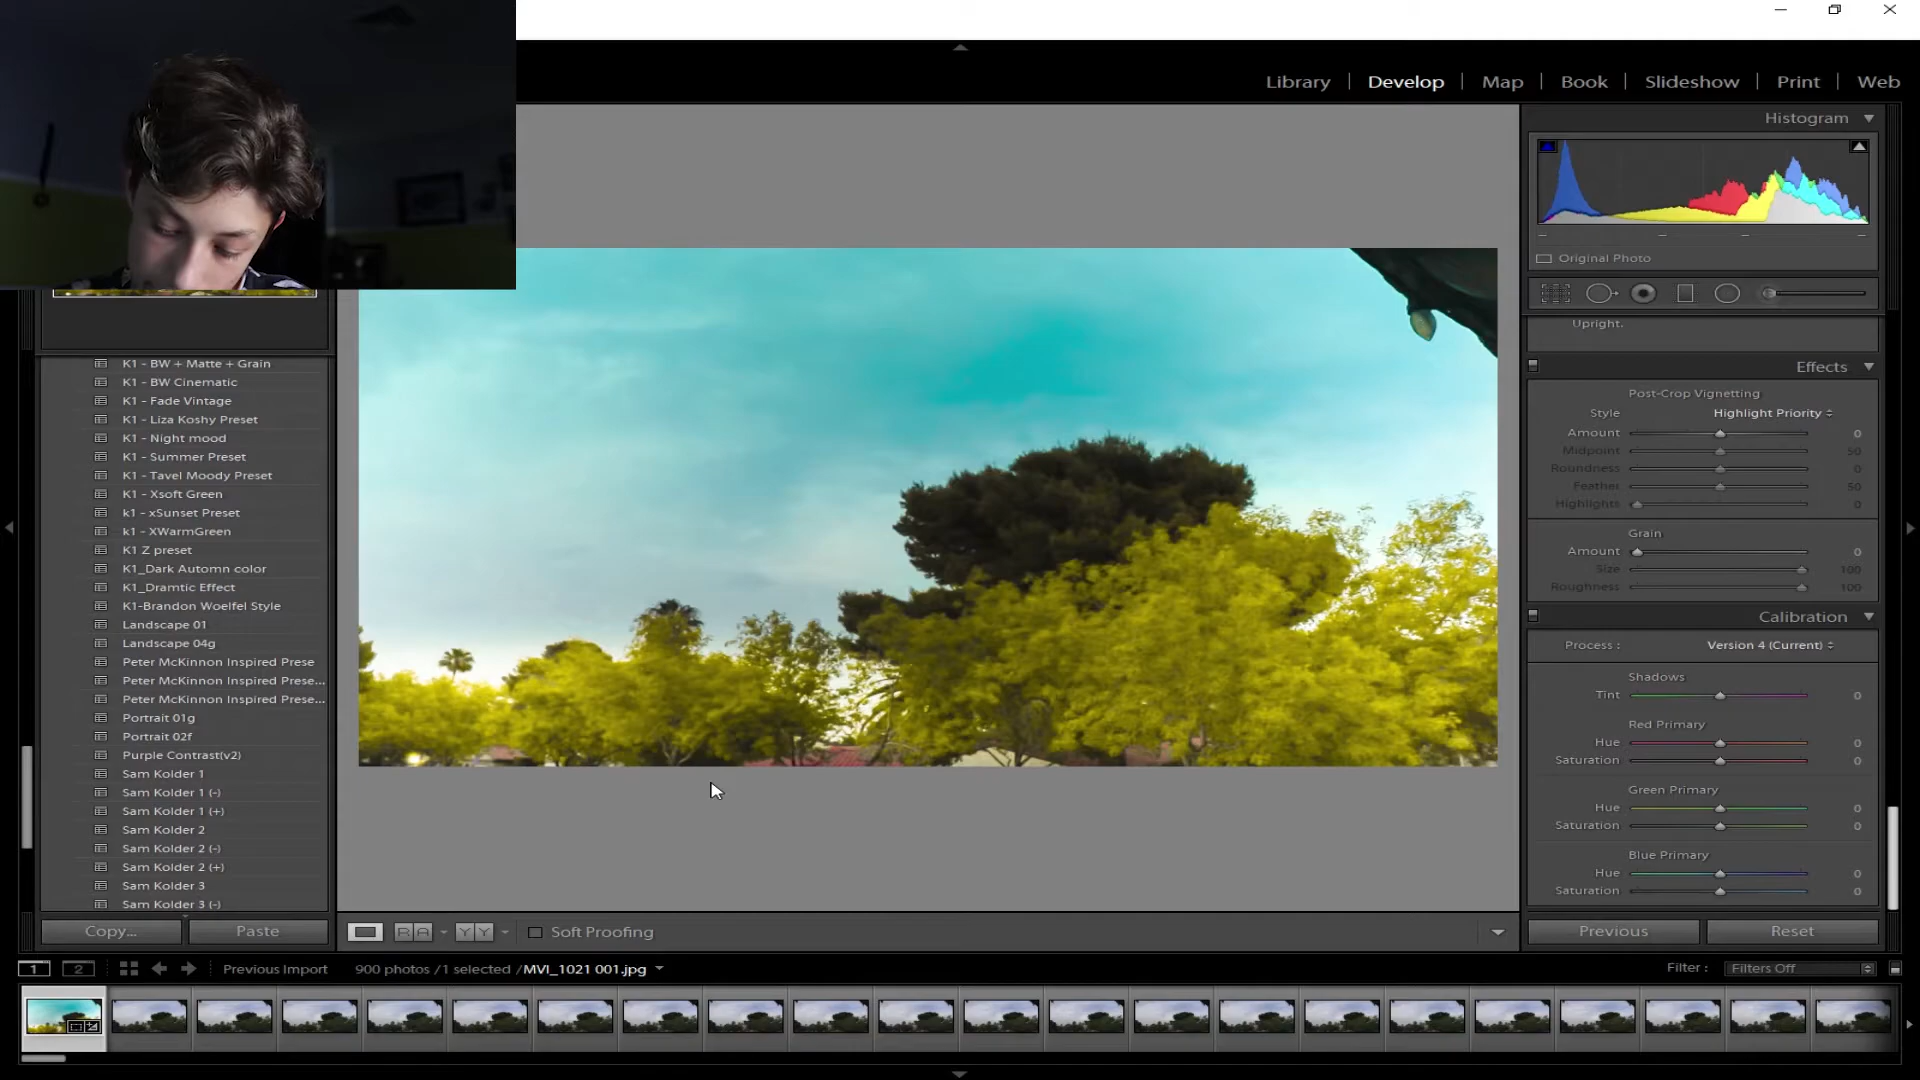 Library | Develop | Map | Book | Slideshow | Print | Web
Histogram
Original Photo
Upright.
Effects
Post-Crop Vignetting
Style Highlight Priority
Amount 0
Midpoint 50
Roundness 0
Feather 50
Highlights 0
Grain
Amount 0
Size 100
Roughness 100
Calibration
Process : Version 4 (Current)
Shadows
Tint 0
Red Primary
Hue 0
Saturation 0
Green Primary
Hue 0
Saturation 0
Blue Primary
Hue 0
Saturation 0
Previous Reset
K1 - BW + Matte + Grain
K1 - BW Cinematic
K1 - Fade Vintage
K1 - Liza Koshy Preset
K1 - Night mood
K1 - Summer Preset
K1 - Tavel Moody Preset
K1 - Xsoft Green
k1 - xSunset Preset
k1 - XWarmGreen
K1 Z preset
K1_Dark Autumn color
K1_Dramtic Effect
K1-Brandon Woelfel Style
Landscape 01
Landscape 04g
Peter McKinnon Inspired Prese
Peter McKinnon Inspired Prese...
Peter McKinnon Inspired Prese...
Portrait 01g
Portrait 02f
Purple Contrast(v2)
Sam Kolder 1
Sam Kolder 1 (-)
Sam Kolder 1 (+)
Sam Kolder 2
Sam Kolder 2 (-)
Sam Kolder 2 (+)
Sam Kolder 3
Sam Kolder 3 (-)
Copy... Paste
R A Y Y Soft Proofing
1 2 Previous Import 900 photos / 1 selected / MVI_1021 001.jpg Filter : Filters Off